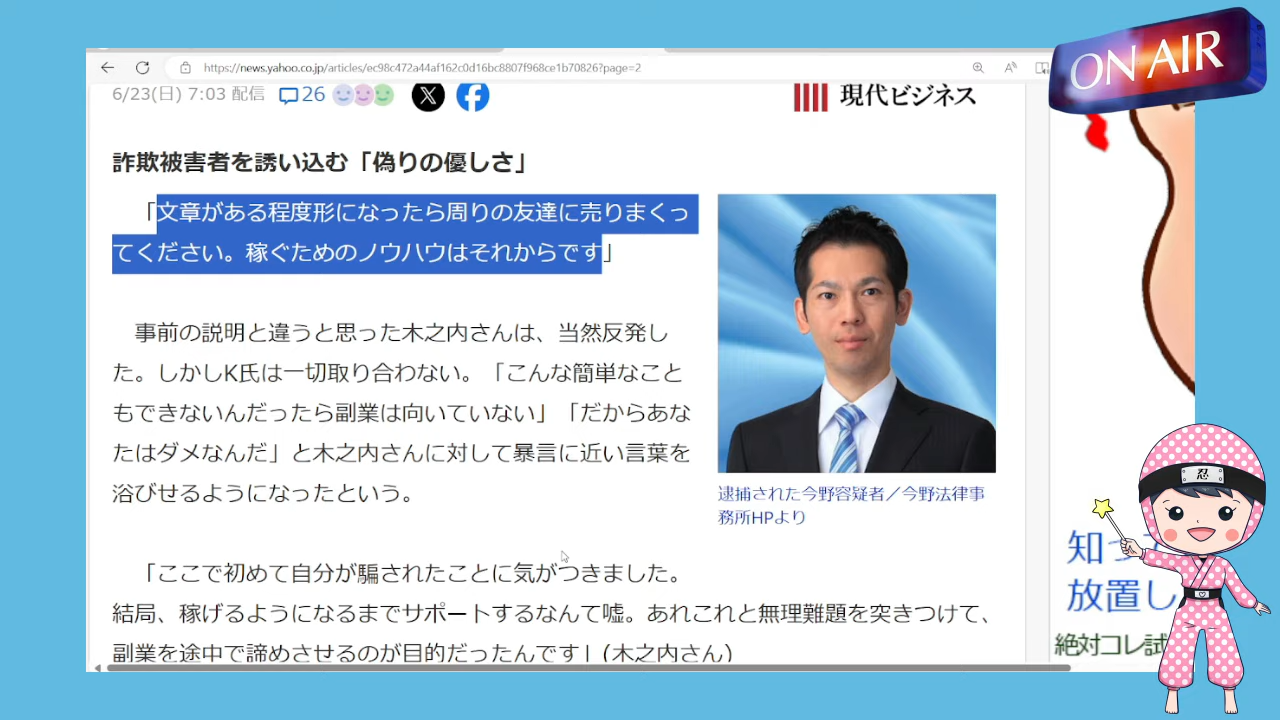 ON AIR
https://news.yahoo.co.jp/articles/ec98c472a44af162c0d16bc8807f968ce1b70826?page=2
6/23(日) 7:03 配信
26
現代ビジネス
詐欺被害者を誘い込む「偽りの優しさ」
「文章がある程度形になったら周りの友達に売りまくっ
てください。稼ぐためのノウハウはそれからです」
事前の説明と違うと思った木之内さんは、当然反発し
た。しかしK氏は一切取り合わない。「こんな簡単なこと
もできないんだったら副業は向いていない」「だからあな
たはダメなんだ」と木之内さんに対して暴言に近い言葉を
浴びせるようになったという。
逮捕された今野容疑者／今野法律事
務所HPより
「ここで初めて自分が騙されたことに気がつきました。
結局、稼げるようになるまでサポートするなんて嘘。あれこれと無理難題を突きつけて、
副業を途中で諦めさせるのが目的だったんです」(木之内さん)
知っ
放置し
絶対コレ試
忍